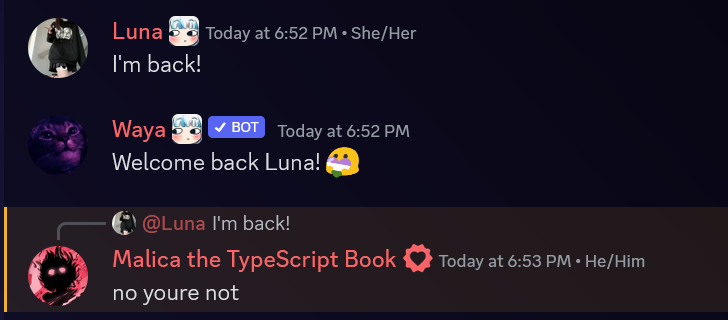 Luna Today at 6:52 PM • She/Her
I'm back!
Waya ✓ BOT Today at 6:52 PM
Welcome back Luna!
@Luna I'm back!
Malica the TypeScript Book Today at 6:53 PM • He/Him
no youre not